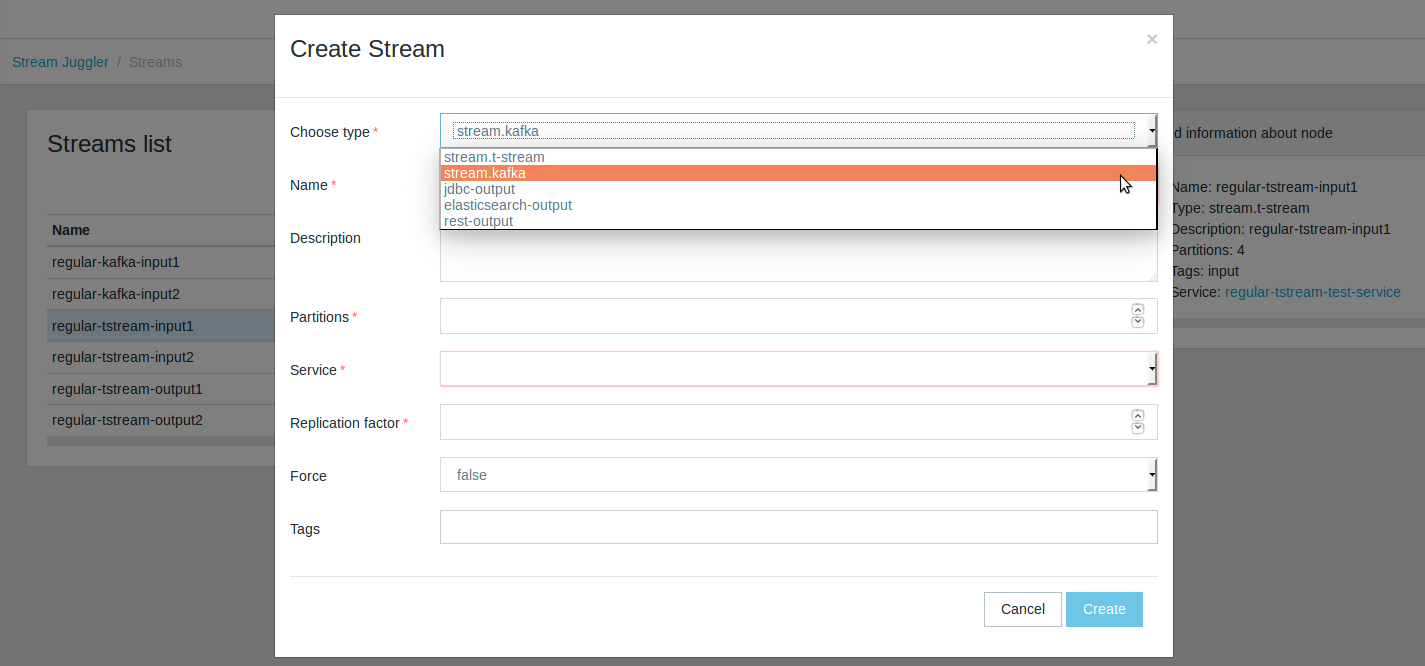 Create Stream
×
Stream Juggler / Streams
Streams list
Name
regular-kafka-input1
regular-kafka-input2
regular-tstream-input1
regular-tstream-input2
regular-tstream-output1
regular-tstream-output2
Choose type *
stream.kafka
stream.t-stream
stream.kafka
jdbc-output
elasticsearch-output
rest-output
Name *
Description
Partitions *
Service *
Replication factor *
Force
false
Tags
Cancel
Create
information about node
Name: regular-tstream-input1
Type: stream.t-stream
Description: regular-tstream-input1
Partitions: 4
Tags: input
Service: regular-tstream-test-service